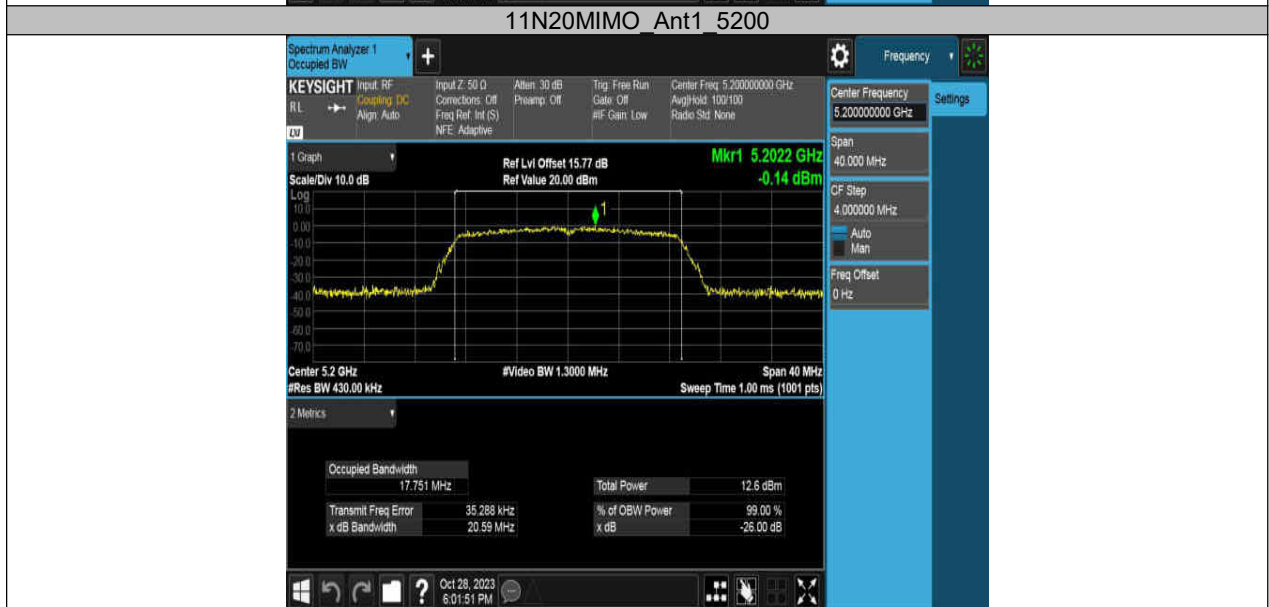 11N20MIMO_Ant1_5200
Spectrum Analyzer 1
Occupied BW
+
Frequency
KEYSIGHT
RL
LXI
Input: RF
Coupling: DC
Align: Auto
Input Z: 50 Ω
Corrections: Off
Freq Ref: Int (S)
NFE: Adaptive
Atten: 30 dB
Preamp: Off
Trig: Free Run
Gate: Off
#IF Gain: Low
Center Freq: 5.200000000 GHz
Avg|Hold: 100/100
Radio Std: None
Center Frequency
5.200000000 GHz
Settings
Span
40.000 MHz
CF Step
4.000000 MHz
Auto
Man
Freq Offset
0 Hz
1 Graph
Scale/Div 10.0 dB
Ref Lvl Offset 15.77 dB
Ref Value 20.00 dBm
Mkr1 5.2022 GHz
-0.14 dBm
Log
10.0
0.00
-10.0
-20.0
-30.0
-40.0
-50.0
-60.0
-70.0
1
Center 5.2 GHz
#Video BW 1.3000 MHz
Span 40 MHz
#Res BW 430.00 kHz
Sweep Time 1.00 ms (1001 pts)
2 Metrics
Occupied Bandwidth
17.751 MHz
Total Power 12.6 dBm
Transmit Freq Error 35.288 kHz
% of OBW Power 99.00 %
x dB Bandwidth 20.59 MHz
x dB -26.00 dB
?
Oct 28, 2023
6:01:51 PM